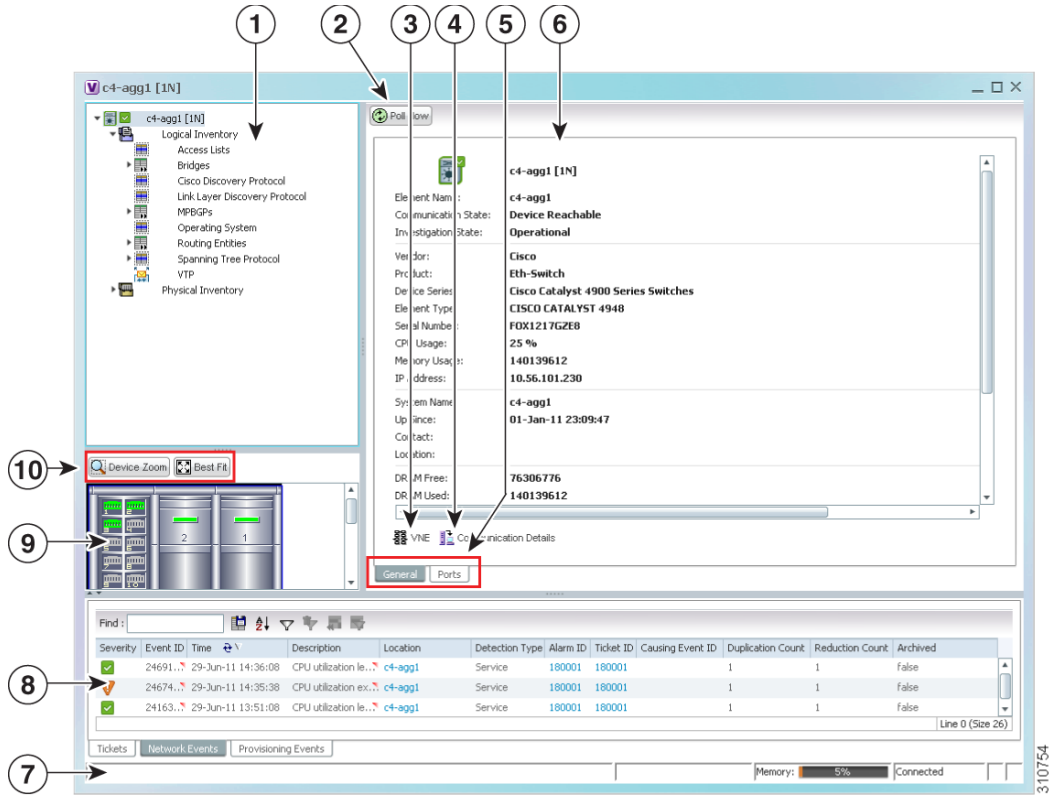 1 2 3 4 5 6
c4-agg1 [1N]
c4-agg1 [1N]
Logical Inventory
Access Lists
Bridges
Cisco Discovery Protocol
Link Layer Discovery Protocol
MPBGPs
Operating System
Routing Entities
Spanning Tree Protocol
VTP
Physical Inventory
Poll Now
c4-agg1 [1N]
Element Name: c4-agg1
Communication State: Device Reachable
Investigation State: Operational
Vendor: Cisco
Product: Eth-Switch
Device Series Cisco Catalyst 4900 Series Switches
Element Type CISCO CATALYST 4948
Serial Number: FOX1217GZE8
CPU Usage: 25 %
Memory Usage: 140139612
IP Address: 10.56.101.230
System Name c4-agg1
Up Since: 01-Jan-11 23:09:47
Contact:
Location:
DRAM Free: 76306776
DRAM Used: 140139612
VNE Communication Details
General Ports
10
Device Zoom Best Fit
9
2 1
Find :
Severity Event ID Time Description Location Detection Type Alarm ID Ticket ID Causing Event ID Duplication Count Reduction Count Archived
24691... 29-Jun-11 14:36:08 CPU utilization le... c4-agg1 Service 180001 180001 1 1 false
8
24674... 29-Jun-11 14:35:38 CPU utilization ex... c4-agg1 Service 180001 180001 1 1 false
24163... 29-Jun-11 13:51:08 CPU utilization le... c4-agg1 Service 180001 180001 1 1 false
Line 0 (Size 26)
Tickets Network Events Provisioning Events
7
Memory: 5% Connected
310754